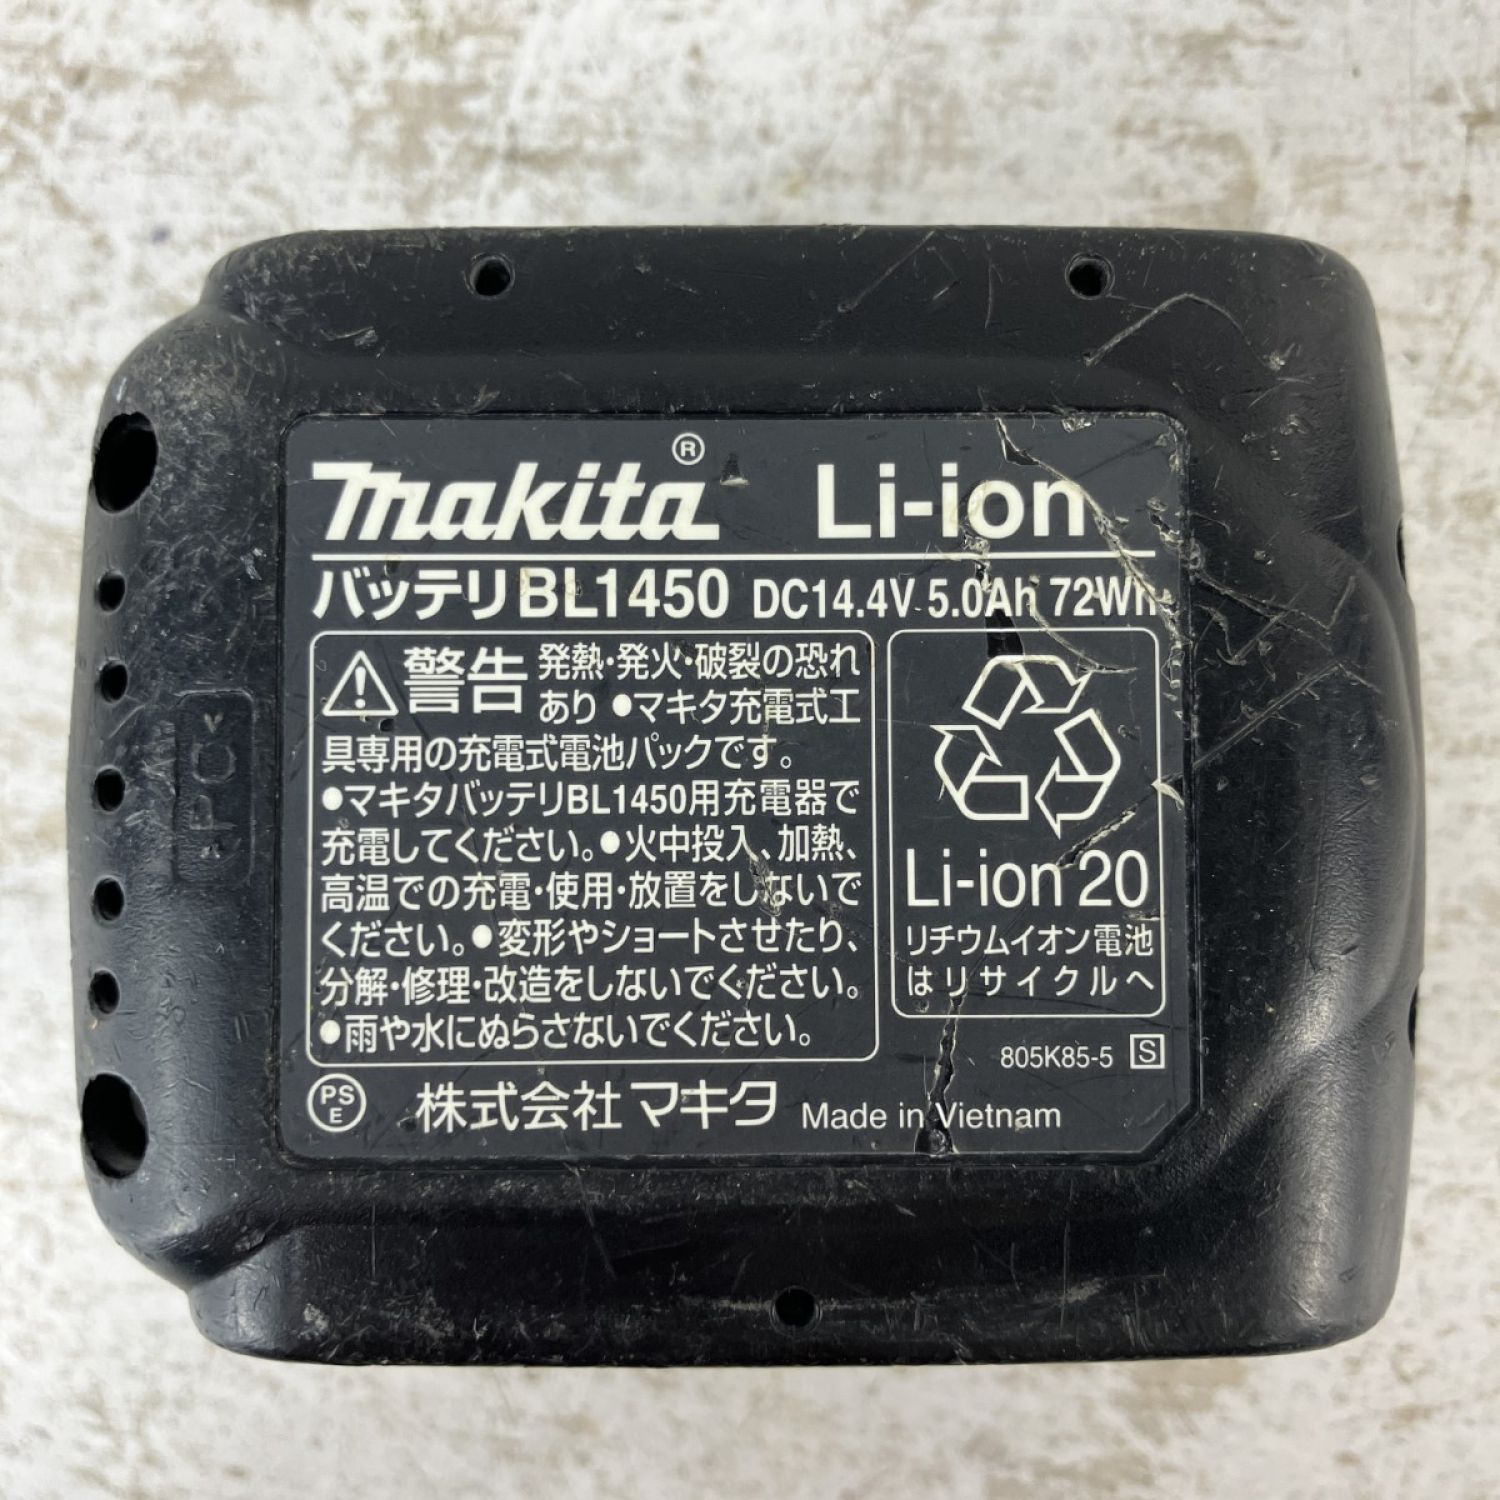 makita® Li-ion
バッテリBL1450 DC14.4V 5.0Ah 72Wh
警告 発熱・発火・破裂の恐れ
あり ●マキタ充電式工
具専用の充電式電池パックです。
●マキタバッテリBL1450用充電器で
充電してください。●火中投入、加熱、
高温での充電・使用・放置をしないで
ください。●変形やショートさせたり、
分解・修理・改造をしないでください。
●雨や水にぬらさないでください。
Li-ion 20
リチウムイオン電池
はリサイクルへ
805K85-5 S
PS
E
株式会社マキタ Made in Vietnam